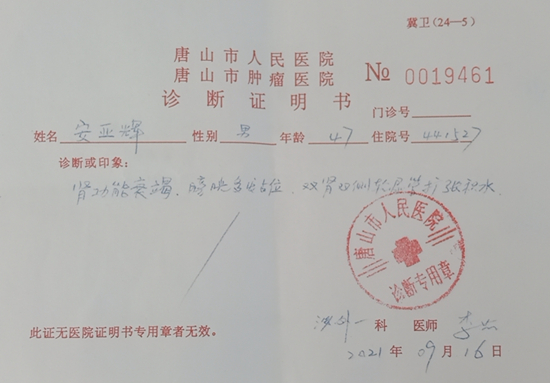 冀卫(24—5)
唐山市人民医院
唐山市肿瘤医院
№ 0019461
诊断证明书
门诊号
姓名 安亚辉 性别 男 年龄 47 住院号 441527
诊断或印象：
肾功能衰竭、膀胱多发占位、双肾 输尿管扩张积水
唐山市人民医院
诊断专用章
泌外一 科 医师 李
此证无医院证明书专用章者无效。
2021 年 09 月 16 日